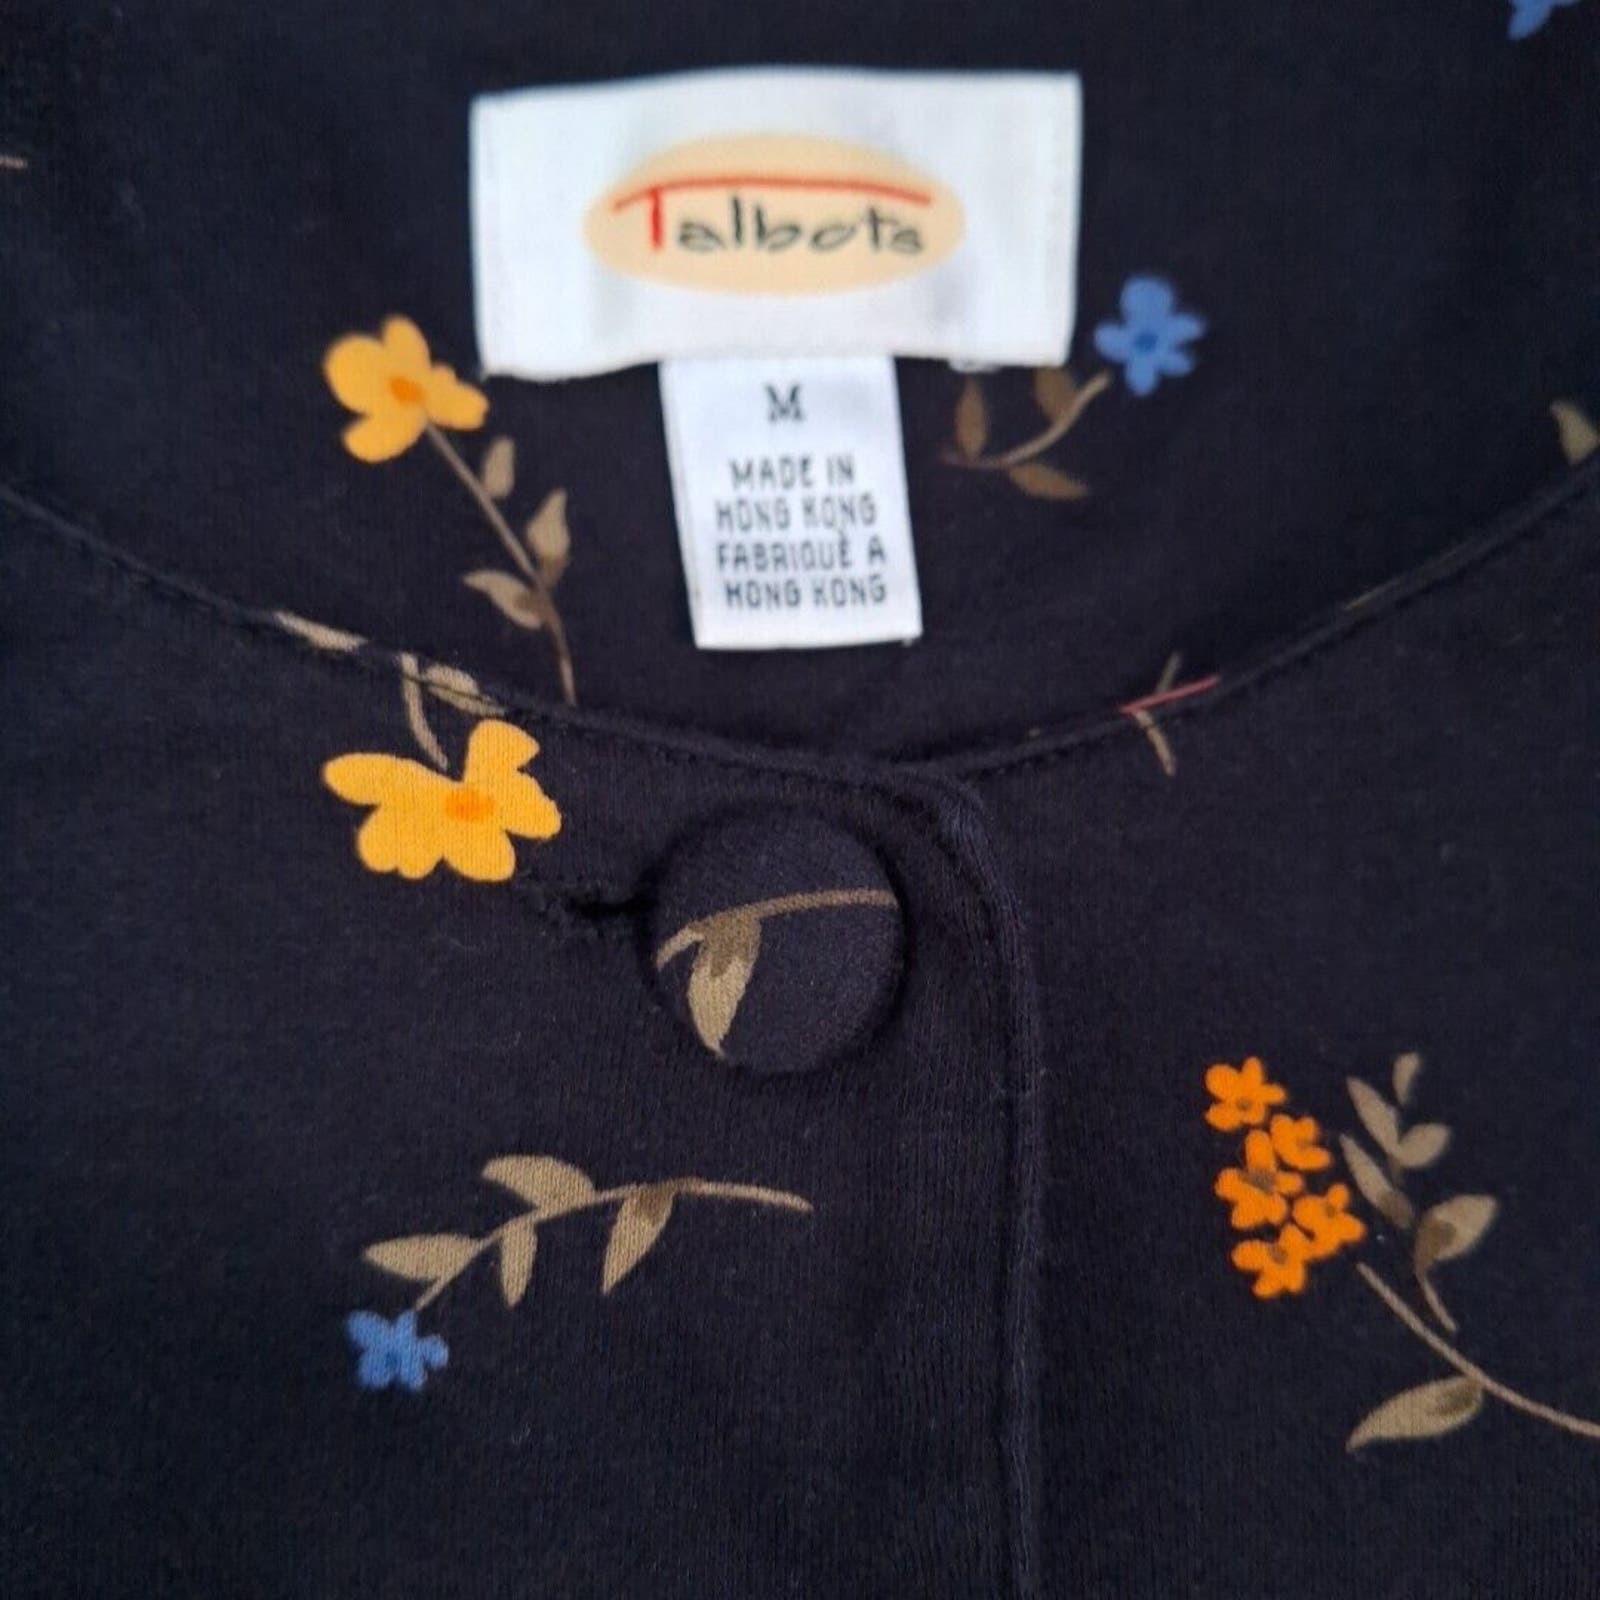 Talbots
M
MADE IN
HONG KONG
FABRIQUÉ A
HONG KONG